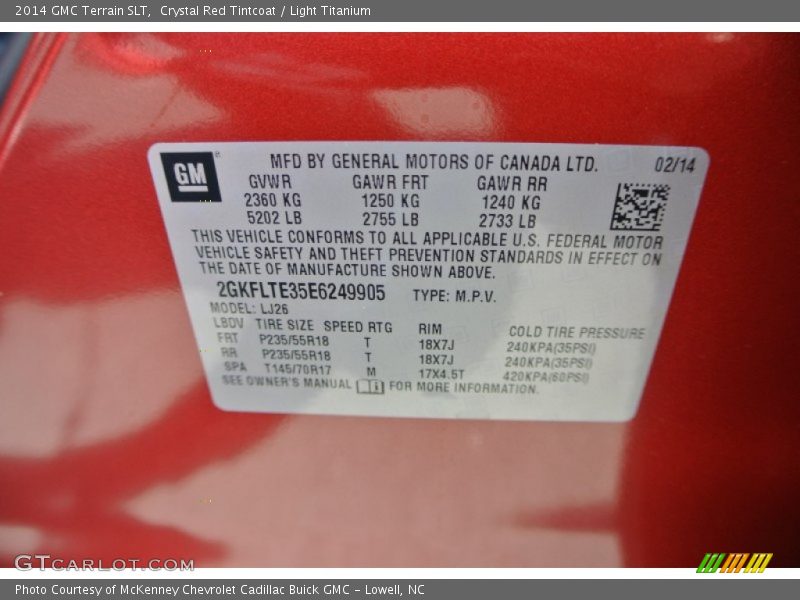 2014 GMC Terrain SLT,  Crystal Red Tintcoat / Light Titanium
GM
MFD BY GENERAL MOTORS OF CANADA LTD. 02/14
GVWR GAWR FRT GAWR RR
2360 KG 1250 KG 1240 KG
5202 LB 2755 LB 2733 LB
THIS VEHICLE CONFORMS TO ALL APPLICABLE U.S. FEDERAL MOTOR
VEHICLE SAFETY AND THEFT PREVENTION STANDARDS IN EFFECT ON
THE DATE OF MANUFACTURE SHOWN ABOVE.
2GKFLTE35E6249905 TYPE: M.P.V.
MODEL: LJ26
L8DV TIRE SIZE SPEED RTG RIM COLD TIRE PRESSURE
FRT P235/55R18 T 18X7J 240KPA(35PSI)
RR P235/55R18 T 18X7J 240KPA(35PSI)
SPA T145/70R17 M 17X4.5T 420KPA(60PSI)
SEE OWNER'S MANUAL FOR MORE INFORMATION.
GTCARLOT.COM
Photo Courtesy of McKenney Chevrolet Cadillac Buick GMC - Lowell, NC